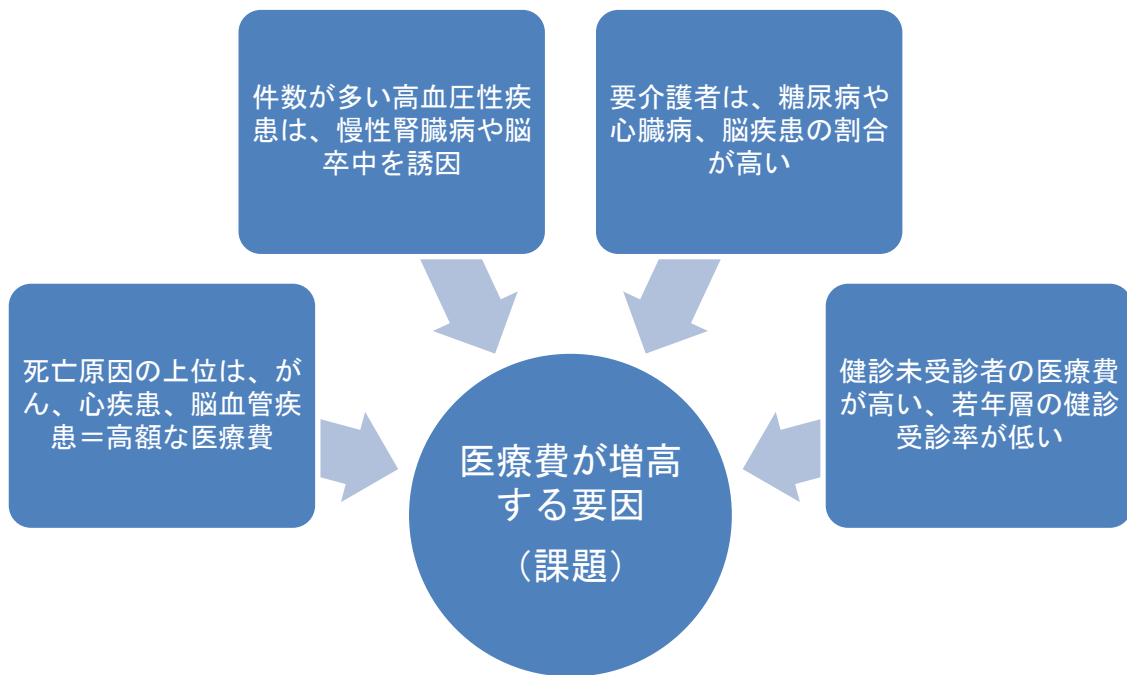 件数が多い高血圧性疾
患は、慢性腎臓病や脳
卒中を誘因
要介護者は、糖尿病や
心臓病、脳疾患の割合
が高い
死亡原因の上位は、が
ん、心疾患、脳血管疾
患＝高額な医療費
健診未受診者の医療費
が高い、若年層の健診
受診率が低い
医療費が増高
する要因
（課題）